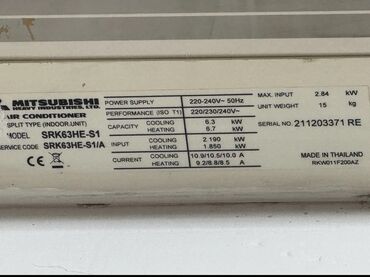 MITSUBISHI
HEAVY INDUSTRIES, LTD.
AIR CONDITIONER
SPLIT TYPE (INDOOR UNIT)
MODEL SRK63HE-S1
SERVICE CODE SRK63HE-S1/A
POWER SUPPLY 220-240V~ 50Hz
PERFORMANCE (ISO T1) 220/230/240V~
CAPACITY COOLING 6.3 kW
HEATING 6.7 kW
INPUT COOLING 2.190 kW
HEATING 1.850 kW
CURRENT COOLING 10.9/10.5/10.0 A
HEATING 9.2/8.8/8.5 A
MAX. INPUT 2.84 kW
UNIT WEIGHT 15 kg
SERIAL NO. 211203371 RE
MADE IN THAILAND
RKW011F200AZ